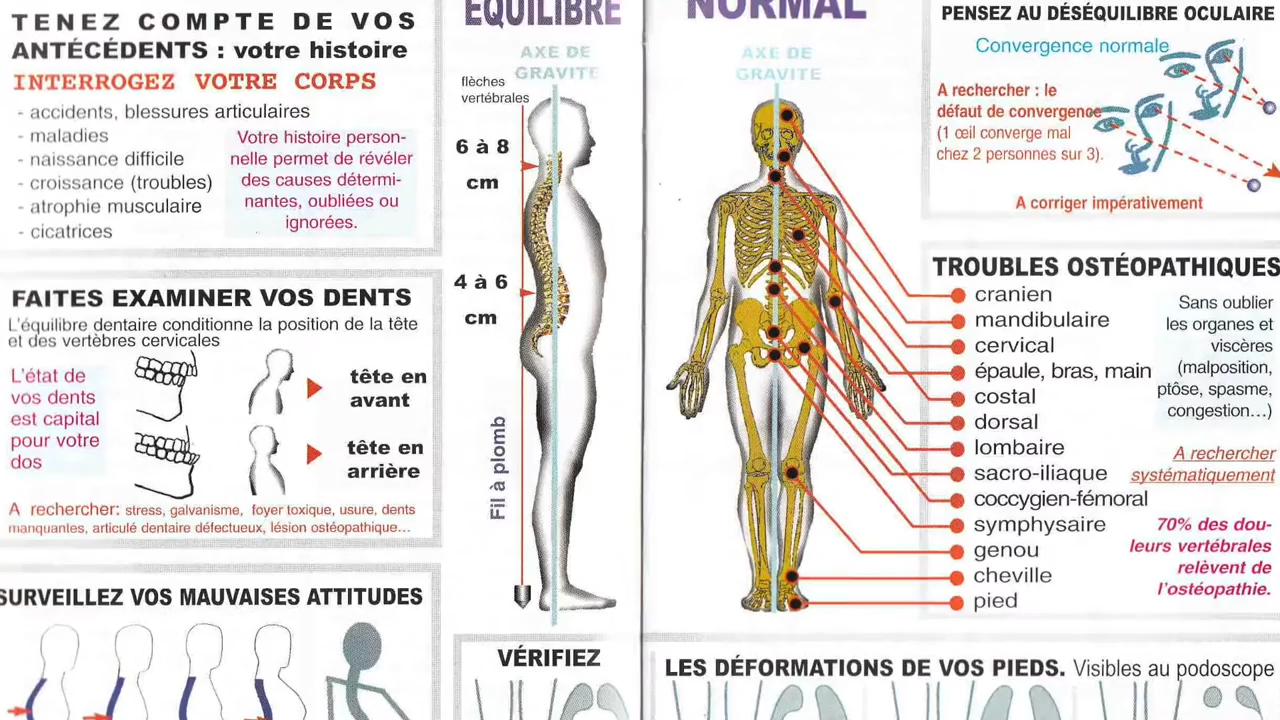 TENEZ COMPTE DE VOS
ANTÉCÉDENTS : votre histoire
INTERROGEZ VOTRE CORPS
- accidents, blessures articulaires
- maladies
- naissance difficile
- croissance (troubles)
- atrophie musculaire
- cicatrices
Votre histoire person-
nelle permet de révéler
des causes détermi-
nantes, oubliées ou
ignorées.
FAITES EXAMINER VOS DENTS
L'équilibre dentaire conditionne la position de la tête
et des vertèbres cervicales
L'état de
vos dents
est capital
pour votre
dos
tête en
avant
tête en
arrière
A rechercher: stress, galvanisme, foyer toxique, usure, dents
manquantes, articulé dentaire défectueux, lésion ostéopathique...
SURVEILLEZ VOS MAUVAISES ATTITUDES
ÉQUILIBRE
AXE DE
GRAVITE
flèches
vertébrales
6 à 8
cm
4 à 6
cm
Fil à plomb
VÉRIFIEZ
NORMAL
AXE DE
GRAVITE
PENSEZ AU DÉSÉQUILIBRE OCULAIRE
Convergence normale
A rechercher : le
défaut de convergence
(1 œil converge mal
chez 2 personnes sur 3).
A corriger impérativement
TROUBLES OSTÉOPATHIQUES
cranien
mandibulaire
cervical
épaule, bras, main
costal
dorsal
lombaire
sacro-iliaque
coccygien-fémoral
symphysaire
genou
cheville
pied
Sans oublier
les organes et
viscères
(malposition,
ptôse, spasme,
congestion...)
A rechercher
systématiquement
70% des dou-
leurs vertébrales
relèvent de
l'ostéopathie.
LES DÉFORMATIONS DE VOS PIEDS. Visibles au podoscope